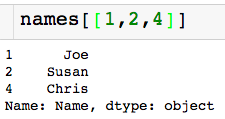 names[[1,2,4]]
1 Joe
2 Susan
4 Chris
Name: Name, dtype: object